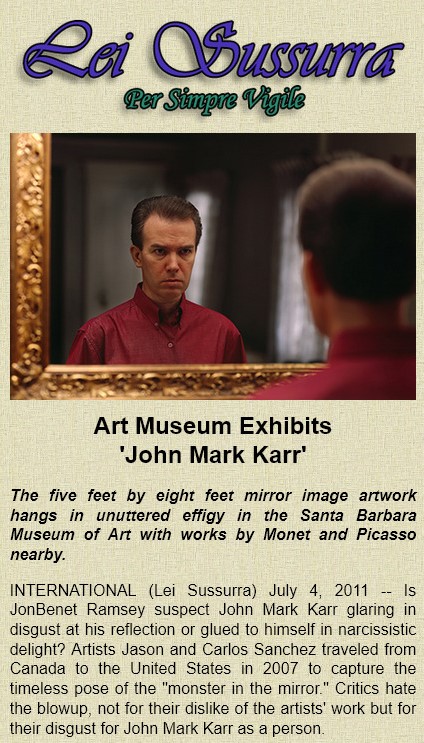 Lei Sussurra
Per Simpre Vigile
Art Museum Exhibits
'John Mark Karr'
The five feet by eight feet mirror image artwork
hangs in unuttered effigy in the Santa Barbara
Museum of Art with works by Monet and Picasso
nearby.
INTERNATIONAL (Lei Sussurra) July 4, 2011 -- Is
JonBenet Ramsey suspect John Mark Karr glaring in
disgust at his reflection or glued to himself in narcissistic
delight? Artists Jason and Carlos Sanchez traveled from
Canada to the United States in 2007 to capture the
timeless pose of the "monster in the mirror." Critics hate
the blowup, not for their dislike of the artists' work but for
their disgust for John Mark Karr as a person.